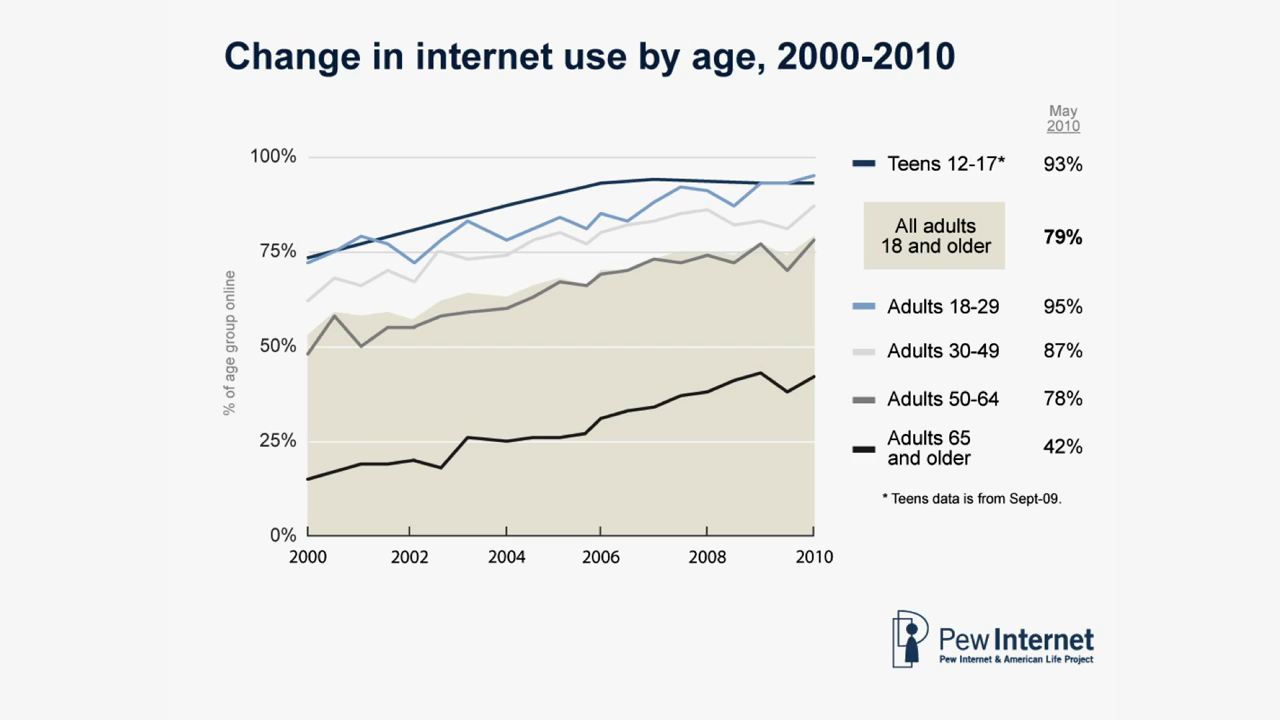 Change in internet use by age, 2000-2010
May
2010
100%
75%
50%
25%
0%
% of age group online
2000
2002
2004
2006
2008
2010
Teens 12-17*
93%
All adults
18 and older
79%
Adults 18-29
95%
Adults 30-49
87%
Adults 50-64
78%
Adults 65
and older
42%
* Teens data is from Sept-09.
Pew Internet
Pew Internet & American Life Project